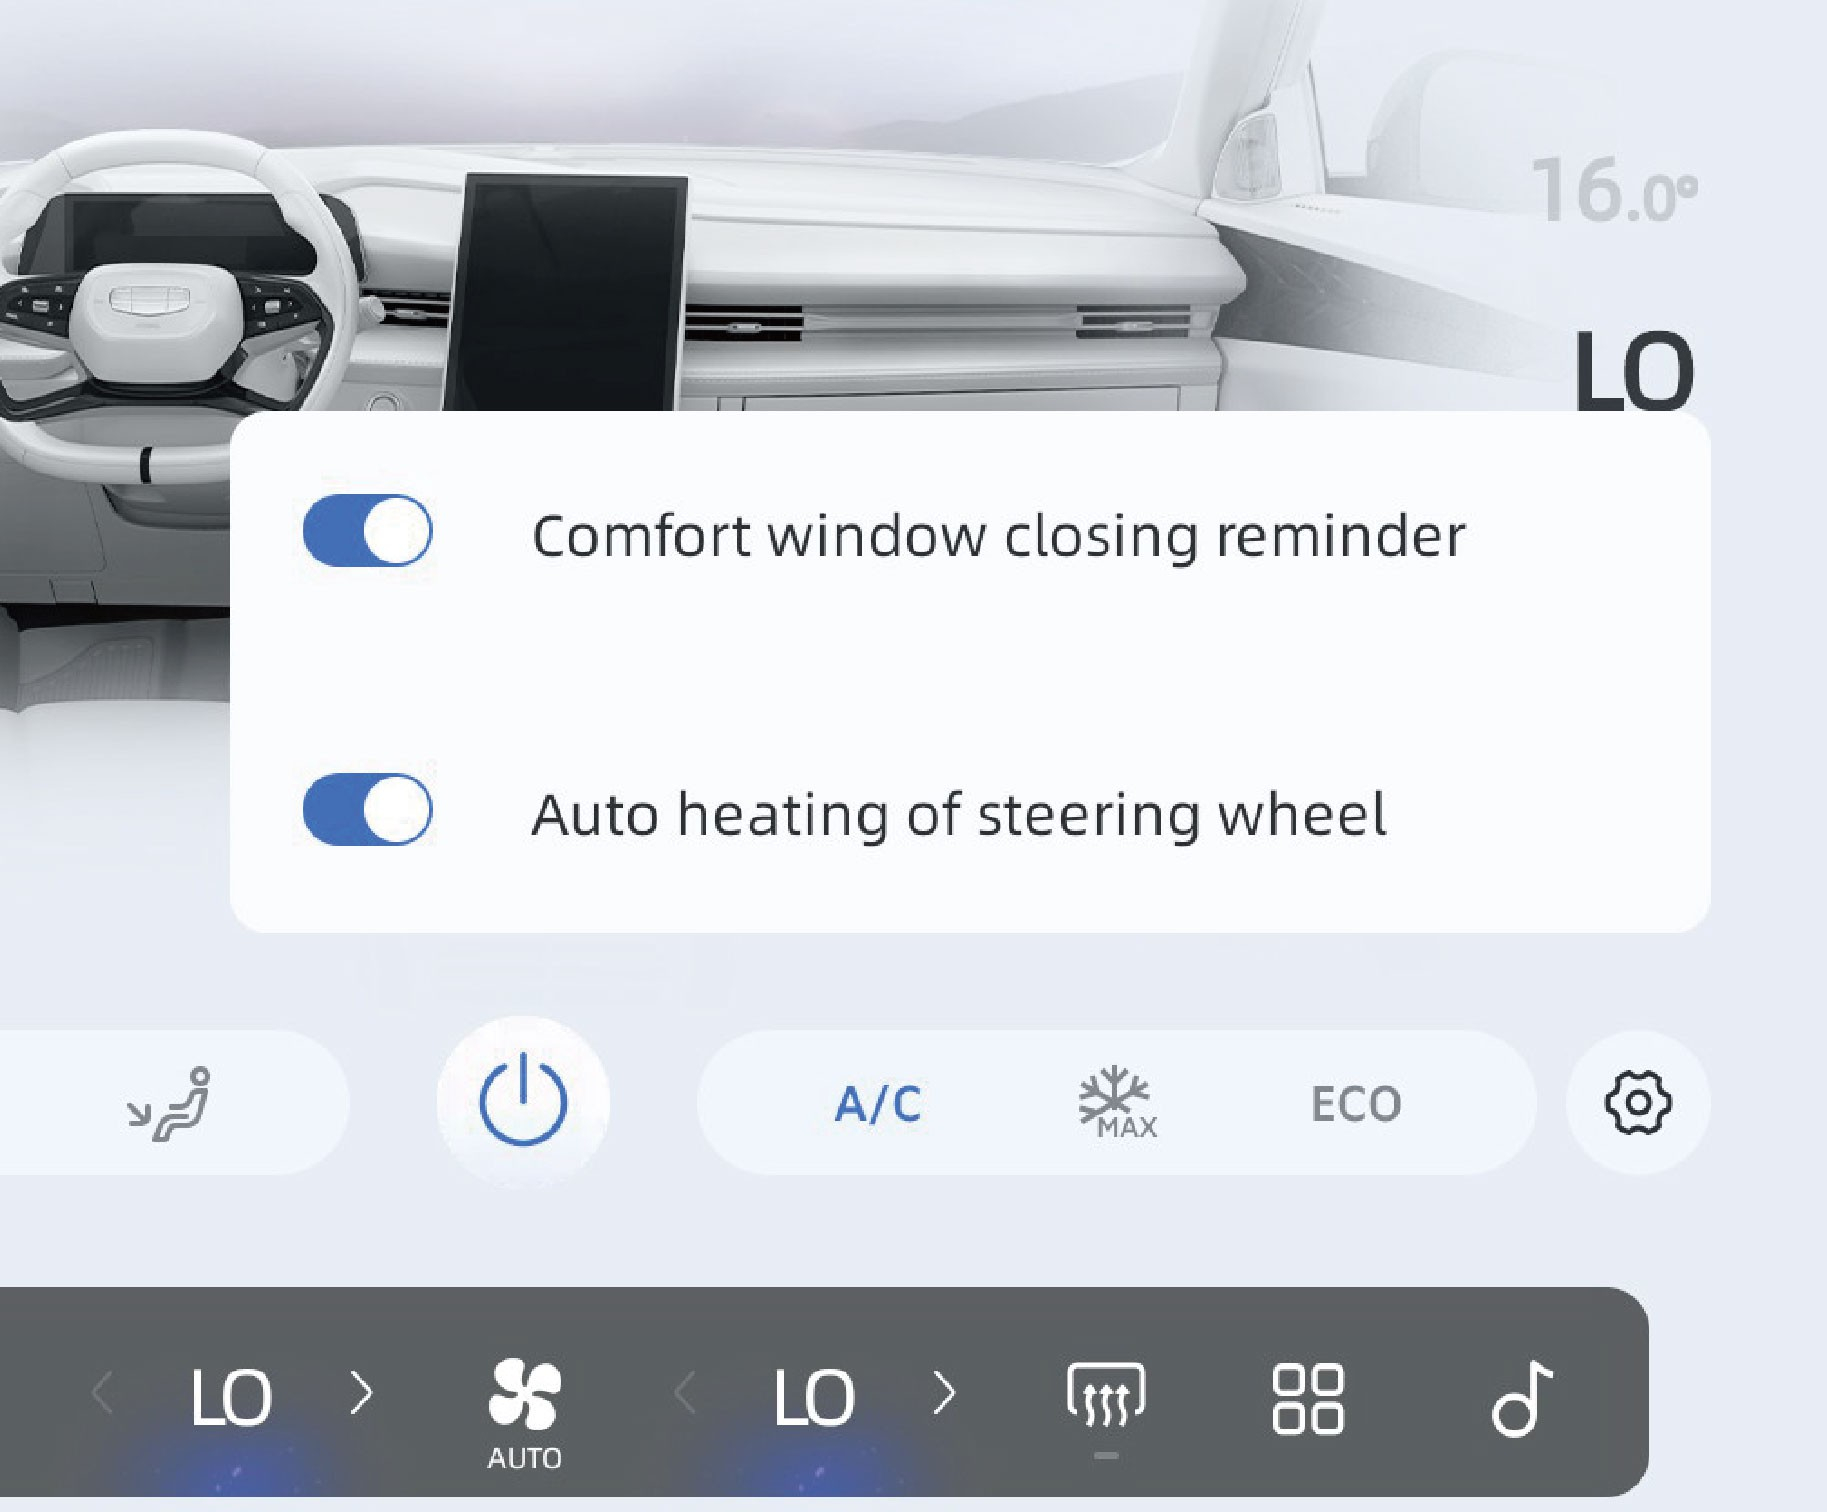 16.0°
LO
Comfort window closing reminder
Auto heating of steering wheel
A/C
MAX
ECO
LO
LO
AUTO